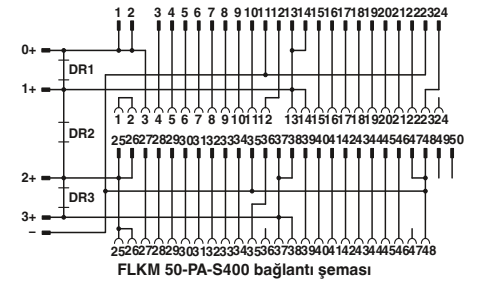 1 2 3 4 5 6 7 8 9 10 11 12 13 14 15 16 17 18 19 20 21 22 23 24
0+
DR1
1+
1 2 3 4 5 6 7 8 9 10 11 12 13 14 15 16 17 18 19 20 21 22 23 24
DR2
25 26 27 28 29 30 31 32 33 34 35 36 37 38 39 40 41 42 43 44 45 46 47 48 49 50
2+
DR3
3+
–
25 26 27 28 29 30 31 32 33 34 35 36 37 38 39 40 41 42 43 44 45 46 47 48
FLKM 50-PA-S400 bağlantı şeması